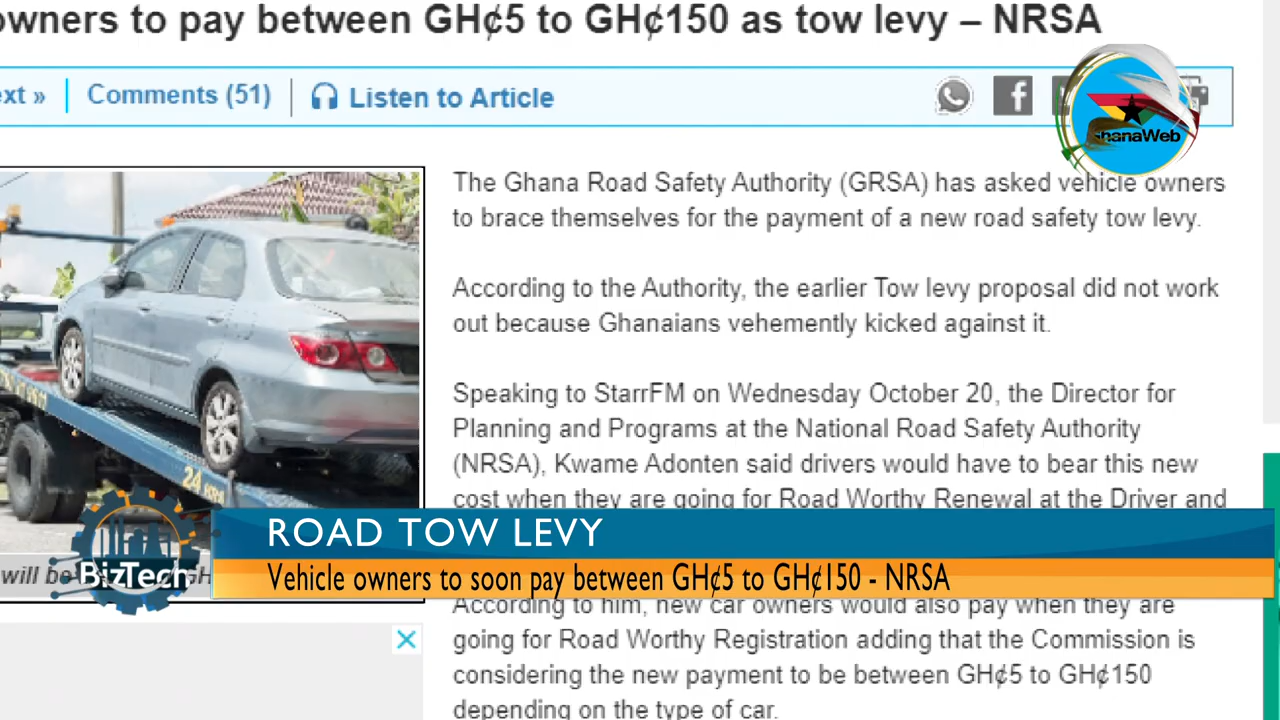 owners to pay between GH¢5 to GH¢150 as tow levy – NRSA
ext »
Comments (51)
Listen to Article
GhanaWeb
The Ghana Road Safety Authority (GRSA) has asked vehicle owners
to brace themselves for the payment of a new road safety tow levy.
According to the Authority, the earlier Tow levy proposal did not work
out because Ghanaians vehemently kicked against it.
Speaking to StarrFM on Wednesday October 20, the Director for
Planning and Programs at the National Road Safety Authority
(NRSA), Kwame Adonten said drivers would have to bear this new
cost when they are going for Road Worthy Renewal at the Driver and
24
ROAD TOW LEVY
will be
BizTech
Vehicle owners to soon pay between GH¢5 to GH¢150 - NRSA
According to him, new car owners would also pay when they are
going for Road Worthy Registration adding that the Commission is
considering the new payment to be between GH¢5 to GH¢150
depending on the type of car.